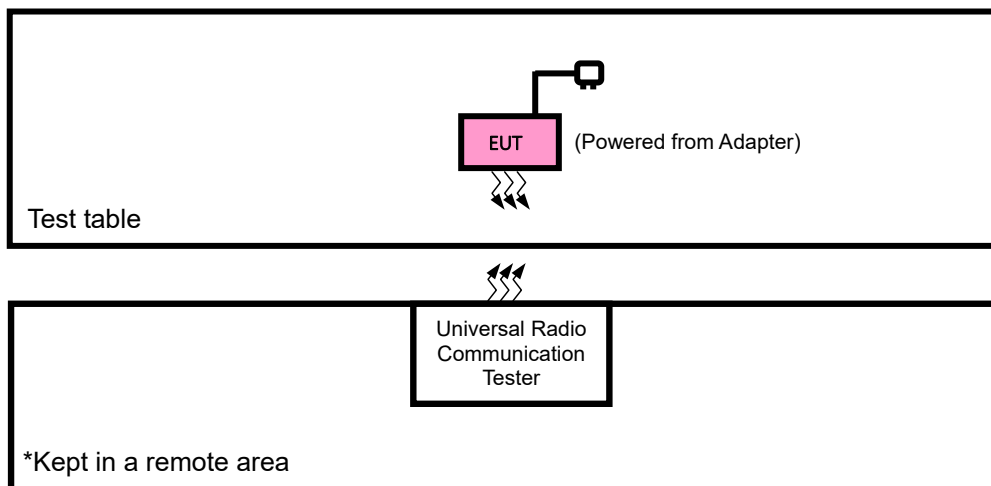 EUT
(Powered from Adapter)
Test table
Universal Radio
Communication
Tester
*Kept in a remote area